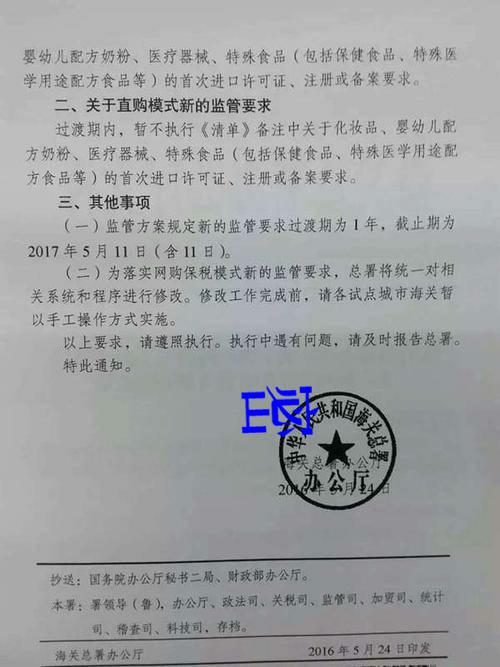 婴幼儿配方奶粉、医疗器械、特殊食品（包括保健食品、特殊医
学用途配方食品等）的首次进口许可证、注册或备案要求。
二、关于直购模式新的监管要求
过渡期内，暂不执行《清单》备注中关于化妆品、婴幼儿配
方奶粉、医疗器械、特殊食品（包括保健食品、特殊医学用途配
方食品等）的首次进口许可证、注册或备案要求。
三、其他事项
（一）监管方案规定新的监管要求过渡期为 1 年，截止期为
2017 年 5 月 11 日（含 11 日）。
（二）为落实网购保税模式新的监管要求，总署将统一对相
关系统和程序进行修改。修改工作完成前，请各试点城市海关暂
以手工操作方式实施。
以上要求，请遵照执行。执行中遇有问题，请及时报告总署。
特此通知。
中华人民共和国海关总署
办公厅
海关总署办公厅
2016 年 5 月 24 日
抄送：国务院办公厅秘书二局、财政部办公厅。
本署：署领导（鲁），办公厅、政法司、关税司、监管司、加贸司、统计
司、稽查司、科技司，存档。
海关总署办公厅 2016 年 5 月 24 日印发